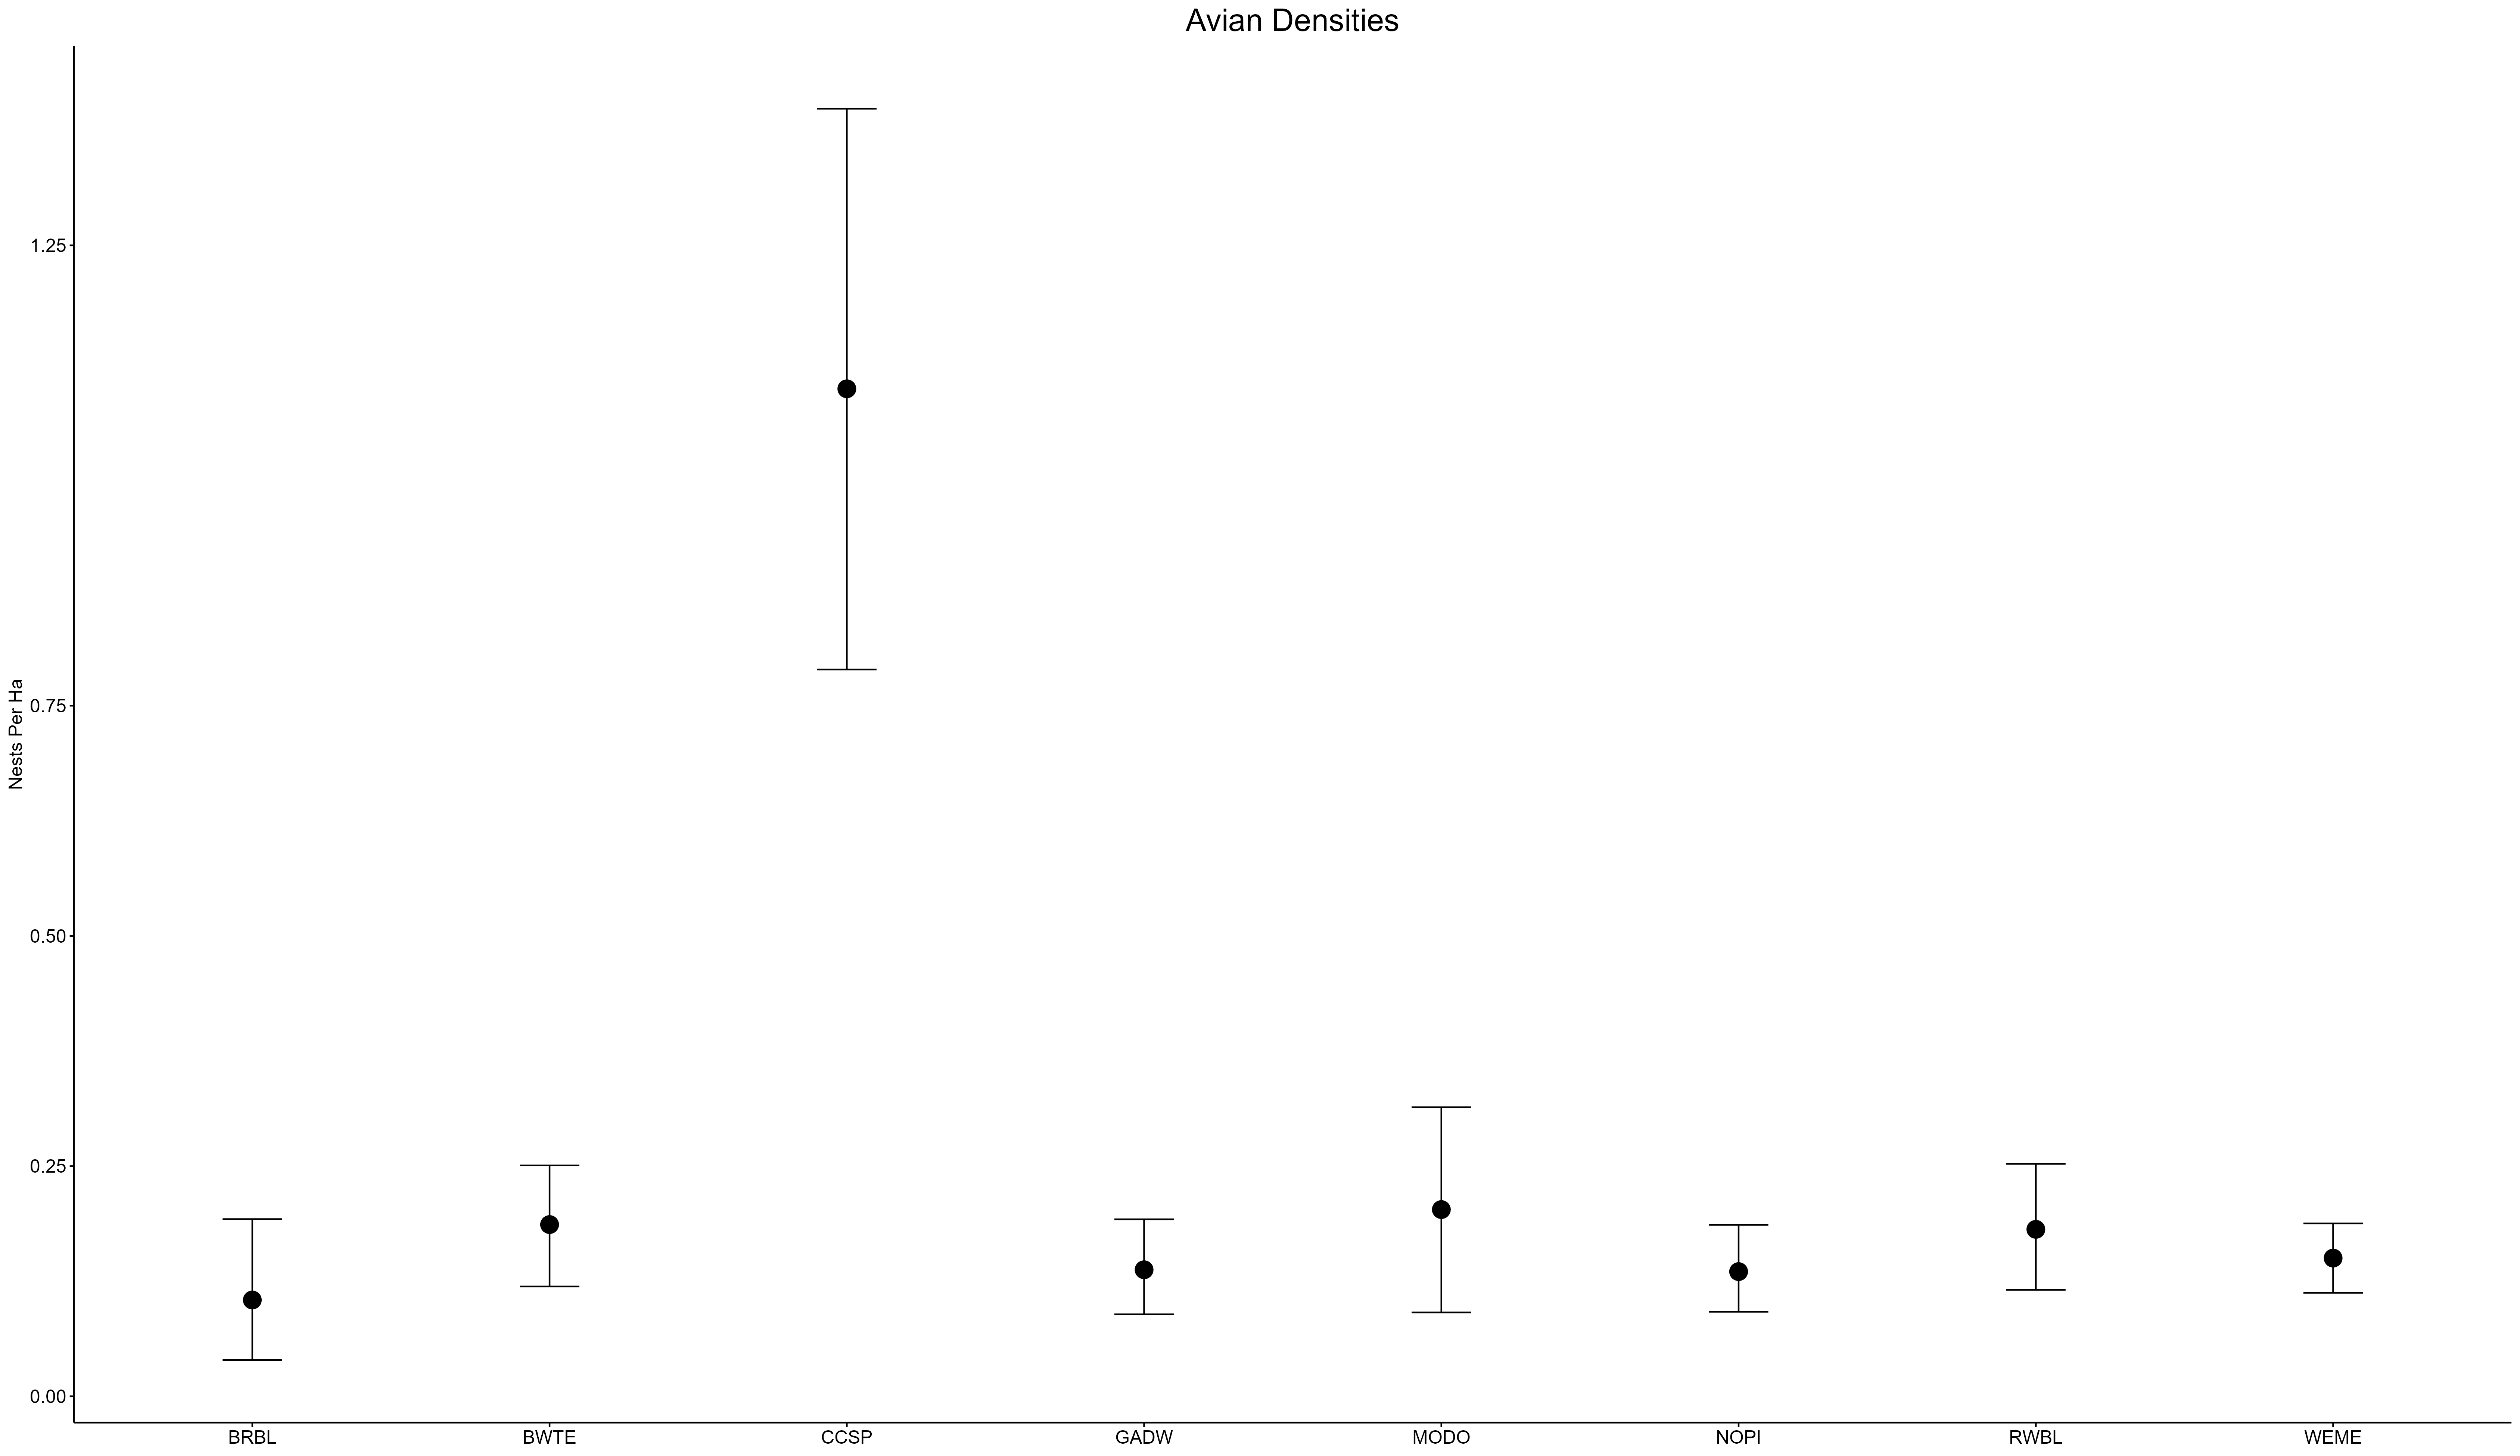 Avian Densities
Nests Per Ha
1.25
0.75
0.50
0.25
0.00
BRBL BWTE CCSP GADW MODO NOPI RWBL WEME